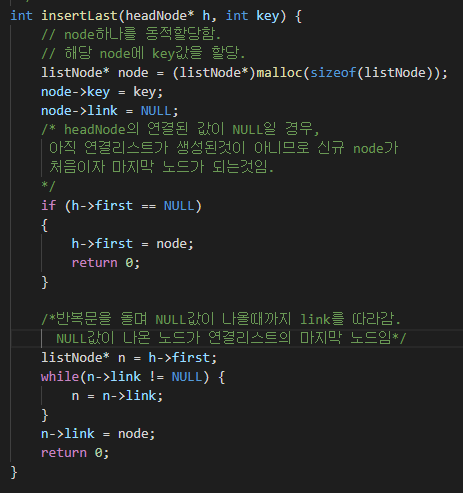 int insertLast(headNode* h, int key) {
// node하나를 동적할당함.
// 해당 node에 key값을 할당.
listNode* node = (listNode*)malloc(sizeof(listNode));
node->key = key;
node->link = NULL;
/* headNode의 연결된 값이 NULL일 경우,
아직 연결리스트가 생성된것이 아니므로 신규 node가
처음이자 마지막 노드가 되는것임.
*/
if (h->first == NULL)
{
h->first = node;
return 0;
}
/*반복문을 돌며 NULL값이 나올때까지 link를 따라감.
NULL값이 나온 노드가 연결리스트의 마지막 노드임*/
listNode* n = h->first;
while(n->link != NULL) {
n = n->link;
}
n->link = node;
return 0;
}